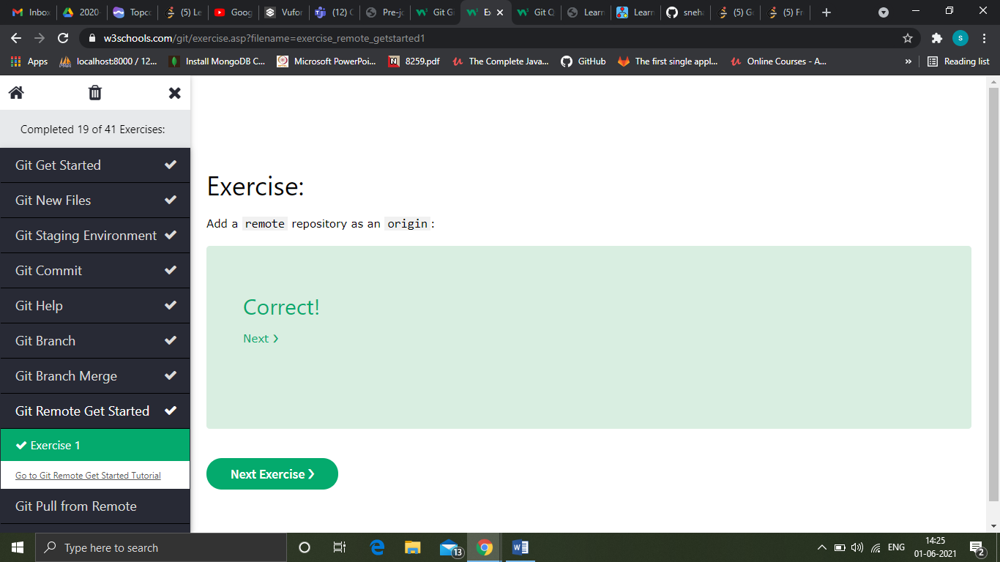 Inbox
2020-
Topco
(5) Le
Goog
Vufor
(12) C
Pre-jo
Git Gi
Ex
Git Q
Learn
Learn
sneha
(5) Go
(5) Fr
w3schools.com/git/exercise.asp?filename=exercise_remote_getstarted1
s
Apps
localhost:8000 / 12...
Install MongoDB C...
Microsoft PowerPoi...
8259.pdf
The Complete Java...
GitHub
The first single appl...
Online Courses - A...
»
Reading list
Completed 19 of 41 Exercises:
Git Get Started
Git New Files
Git Staging Environment
Git Commit
Git Help
Git Branch
Git Branch Merge
Git Remote Get Started
Exercise 1
Go to Git Remote Get Started Tutorial
Git Pull from Remote
Exercise:
Add a remote repository as an origin:
Correct!
Next ❯
Next Exercise ❯
Type here to search
13
ENG
14:25
01-06-2021
2